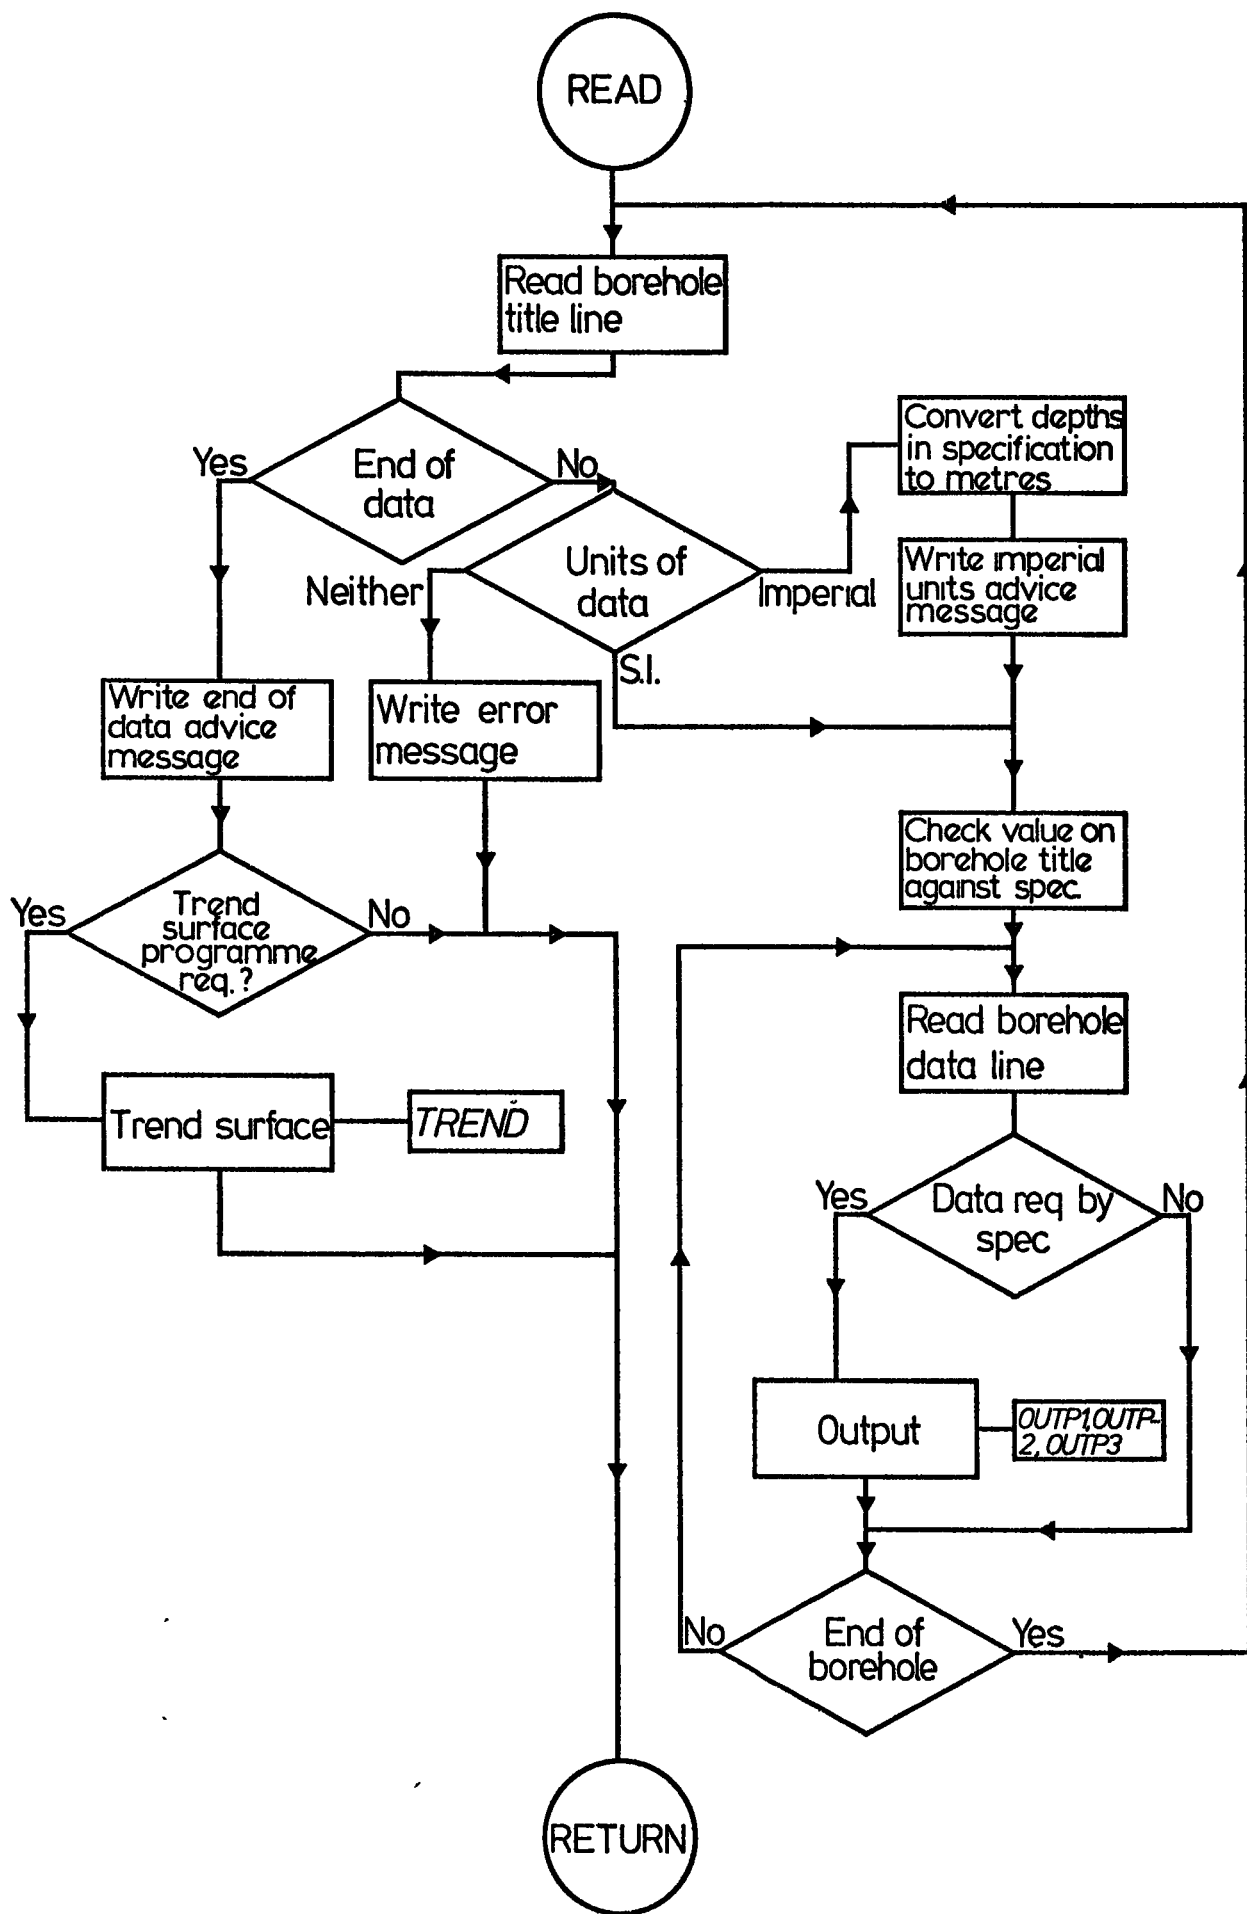 READ
Read borehole
title line
Yes
End of
data
No
Convert depths
in specification
to metres
Units of
data
Neither
Imperial
S.I.
Write imperial
units advice
message
Write end of
data advice
message
Write error
message
Check value on
borehole title
against spec.
Yes
Trend
surface
programme
req.?
No
Read borehole
data line
Trend surface
TREND
Yes
Data req by
spec
No
Output
OUTP1,OUTP-
2, OUTP3
No
End of
borehole
Yes
RETURN